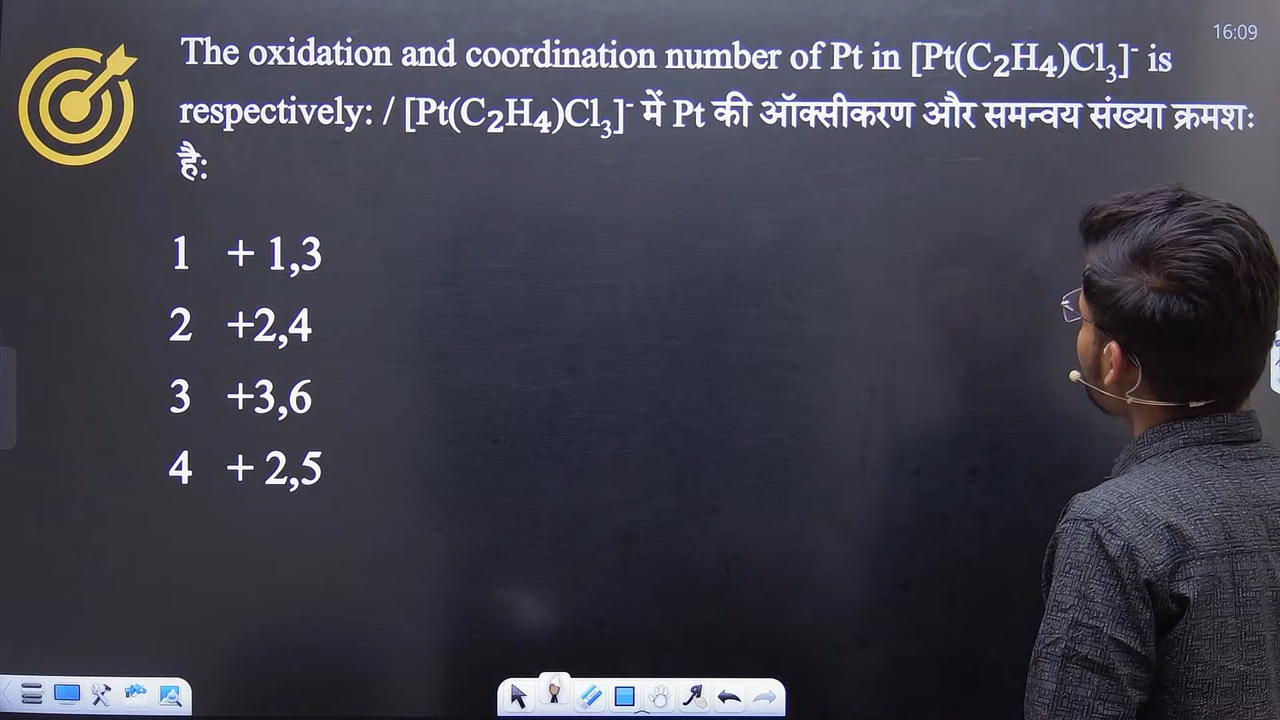 16:09
The oxidation and coordination number of Pt in [Pt(C₂H₄)Cl₃]⁻ is
respectively: / [Pt(C₂H₄)Cl₃]⁻ में Pt की ऑक्सीकरण और समन्वय संख्या क्रमशः
है:
1 + 1,3
2 +2,4
3 +3,6
4 + 2,5